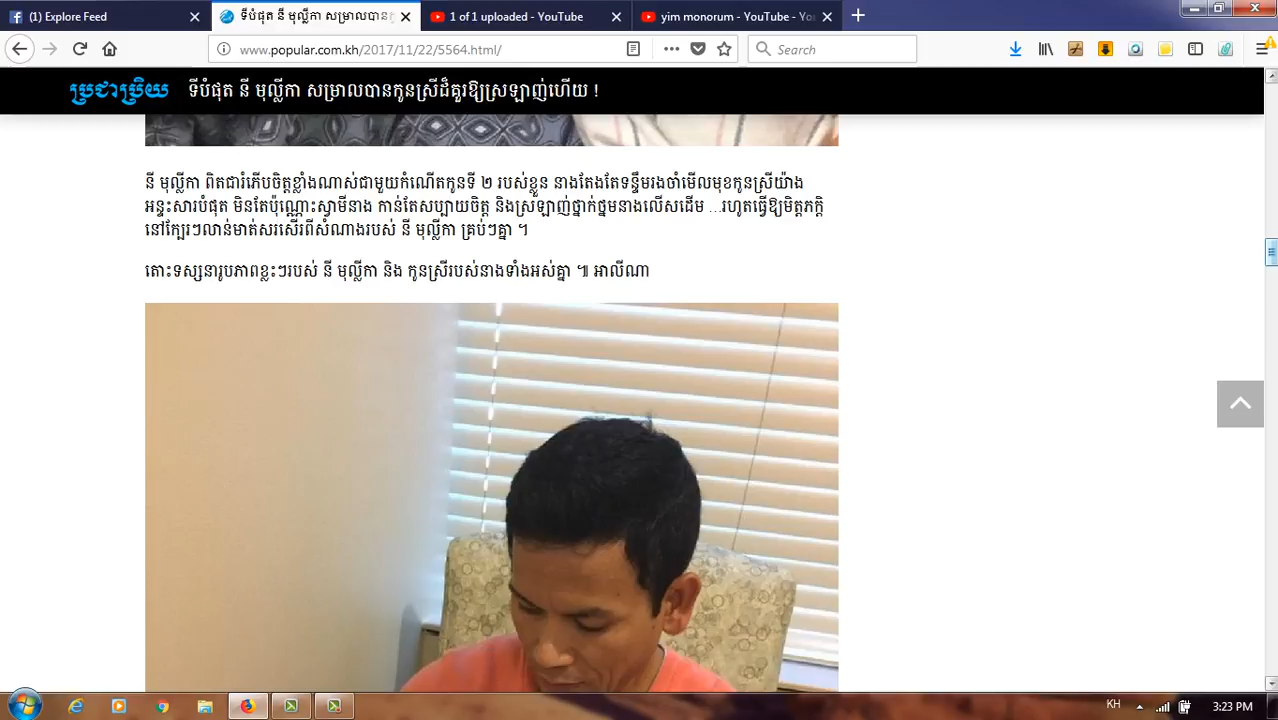 (1) Explore Feed
ទីបំផុត នី មុល្លីកា សម្រាលបានកូន
1 of 1 uploaded - YouTube
yim monorum - YouTube - Yo
www.popular.com.kh/2017/11/22/5564.html/
Search
ប្រជាប្រិយ
ទីបំផុត នី មុល្លីកា សម្រាលបានកូនស្រីដ៏គួរឱ្យស្រឡាញ់ហើយ !
នី មុល្លីកា ពិតជារំភើបចិត្តខ្លាំងណាស់ជាមួយកំណើតកូនទី ២ របស់ខ្លួន នាងតែងតែទន្ទឹមរងចាំមើលមុខកូនស្រីយ៉ាង
អន្ទះសារបំផុត មិនតែប៉ុណ្ណោះស្វាមីនាង កាន់តែសប្បាយចិត្ត និងស្រឡាញ់ថ្នាក់ថ្នមនាងលើសដើម ...រហូតធ្វើឱ្យមិត្តភក្តិ
នៅក្បែរៗលាន់មាត់សរសើរពីសំណាងរបស់ នី មុល្លីកា គ្រប់ៗគ្នា ។
តោះទស្សនារូបភាពខ្លះៗរបស់ នី មុល្លីកា និង កូនស្រីរបស់នាងទាំងអស់គ្នា ៕ អាលីណា
KH
3:23 PM